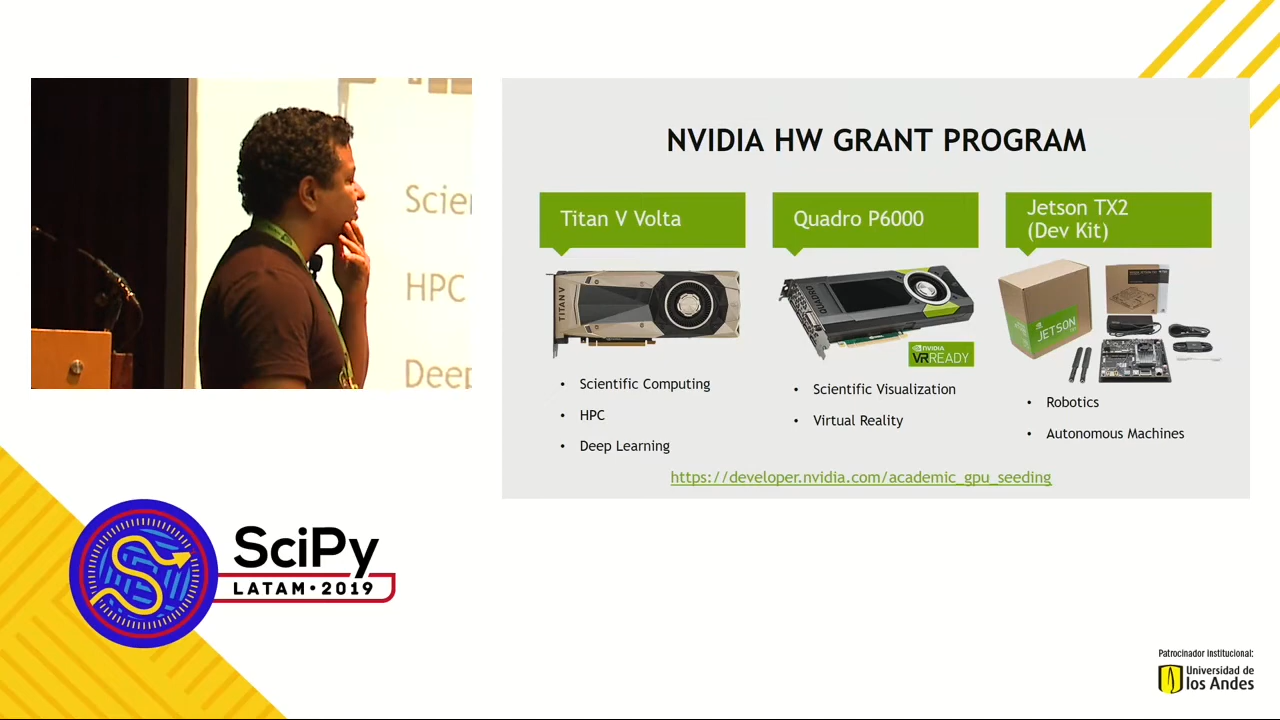 Scien
HPC
Deep
NVIDIA HW GRANT PROGRAM
Titan V Volta
Quadro P6000
Jetson TX2
(Dev Kit)
TITAN V
QUADRO
NVIDIA
VR READY
JETSON
• Scientific Computing
• HPC
• Deep Learning
• Scientific Visualization
• Virtual Reality
• Robotics
• Autonomous Machines
https://developer.nvidia.com/academic_gpu_seeding
SciPy
LATAM • 2019
Patrocinador institucional:
Universidad de
los Andes